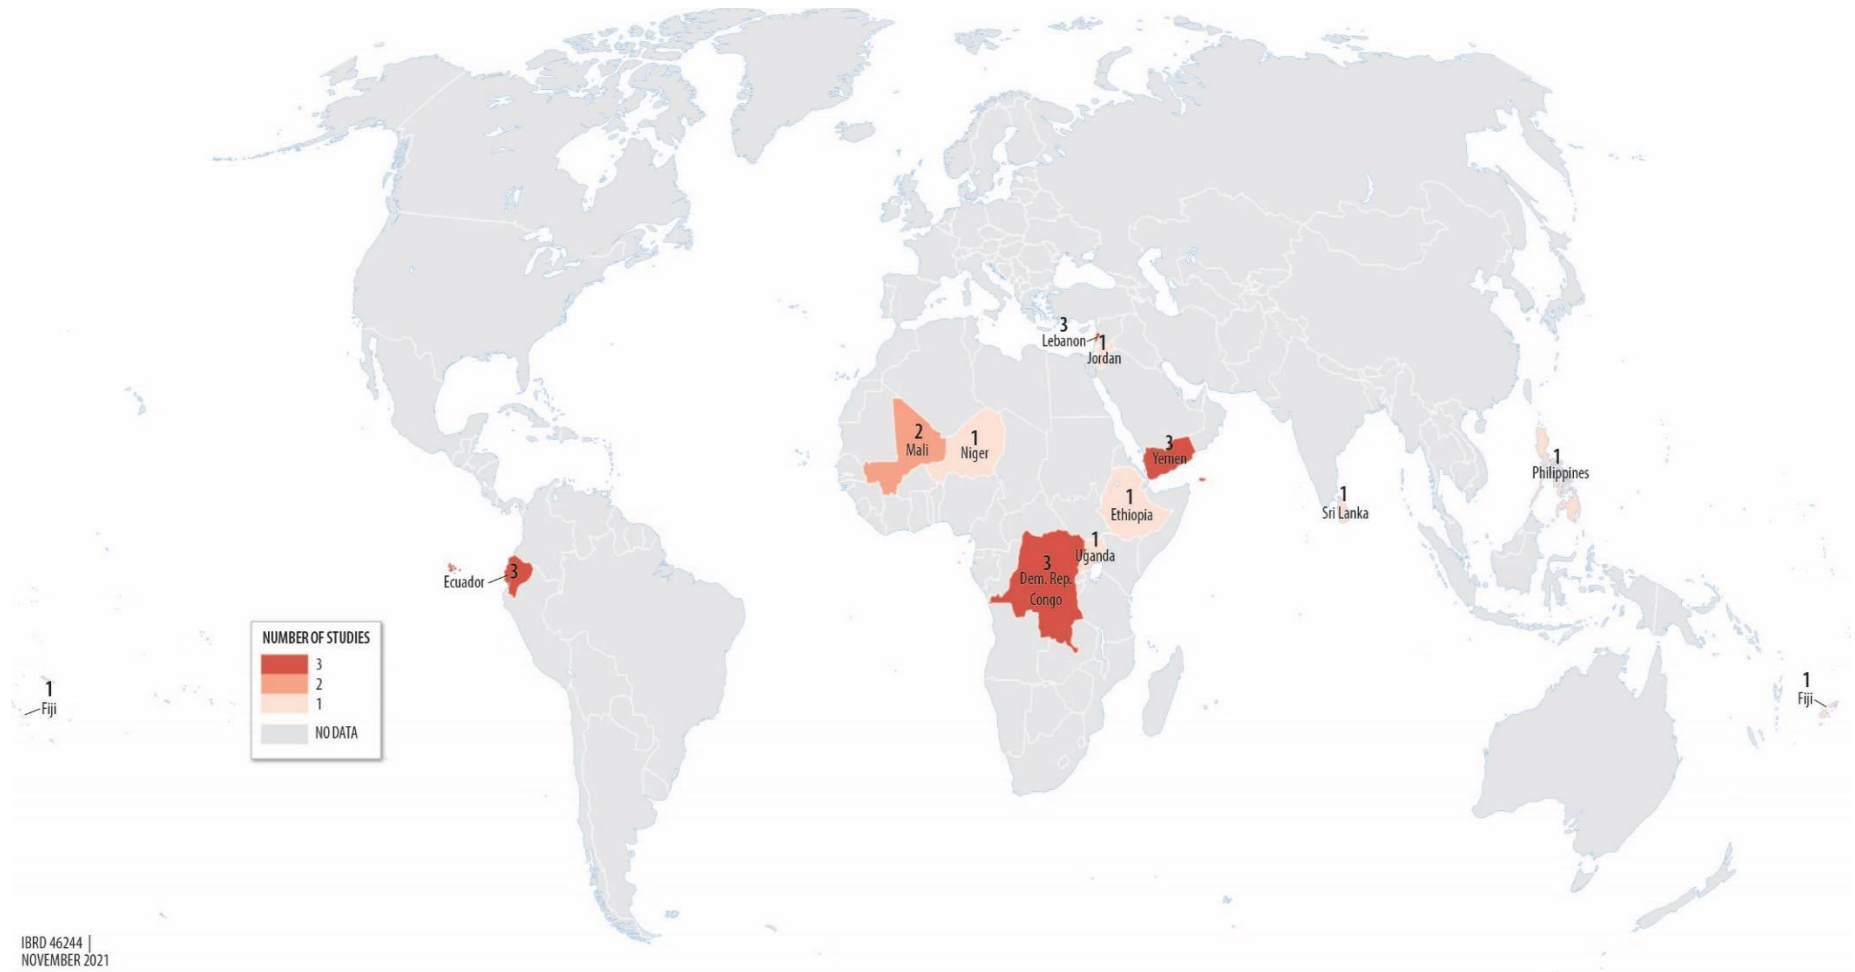 3
Lebanon
1
Jordan
2
Mali
1
Niger
3
Yemen
1
Philippines
1
Ethiopia
1
Sri Lanka
1
Uganda
3
Dem. Rep.
Congo
Ecuador
3
NUMBER OF STUDIES
3
2
1
NO DATA
1
Fiji
1
Fiji
IBRD 46244 |
NOVEMBER 2021